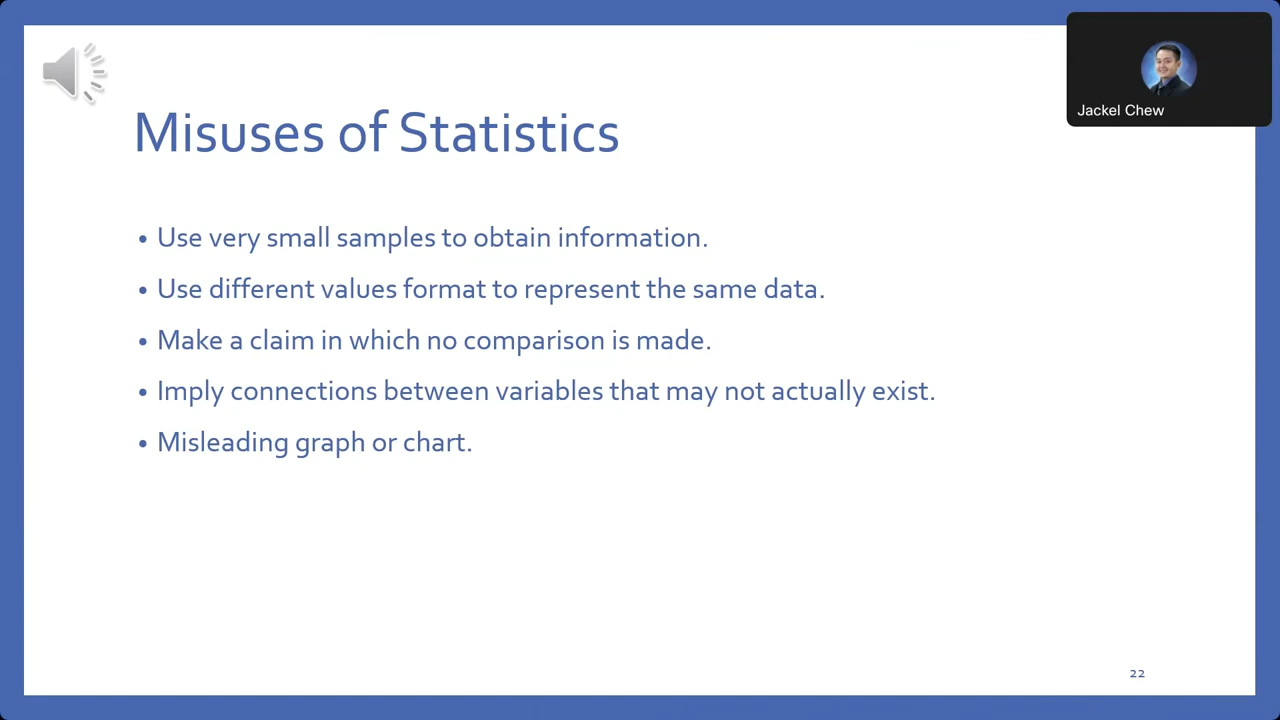 Jackel Chew
Misuses of Statistics
• Use very small samples to obtain information.
• Use different values format to represent the same data.
• Make a claim in which no comparison is made.
• Imply connections between variables that may not actually exist.
• Misleading graph or chart.
22